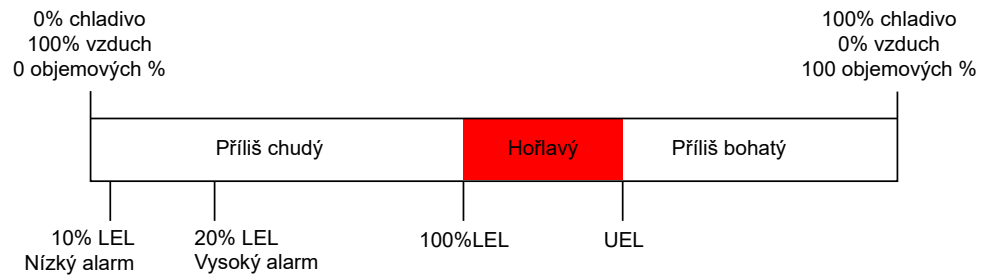 0% chladivo
100% vzduch
0 objemových %
100% chladivo
0% vzduch
100 objemových %
Příliš chudý
Hořlavý
Příliš bohatý
10% LEL
Nízký alarm
20% LEL
Vysoký alarm
100%LEL
UEL